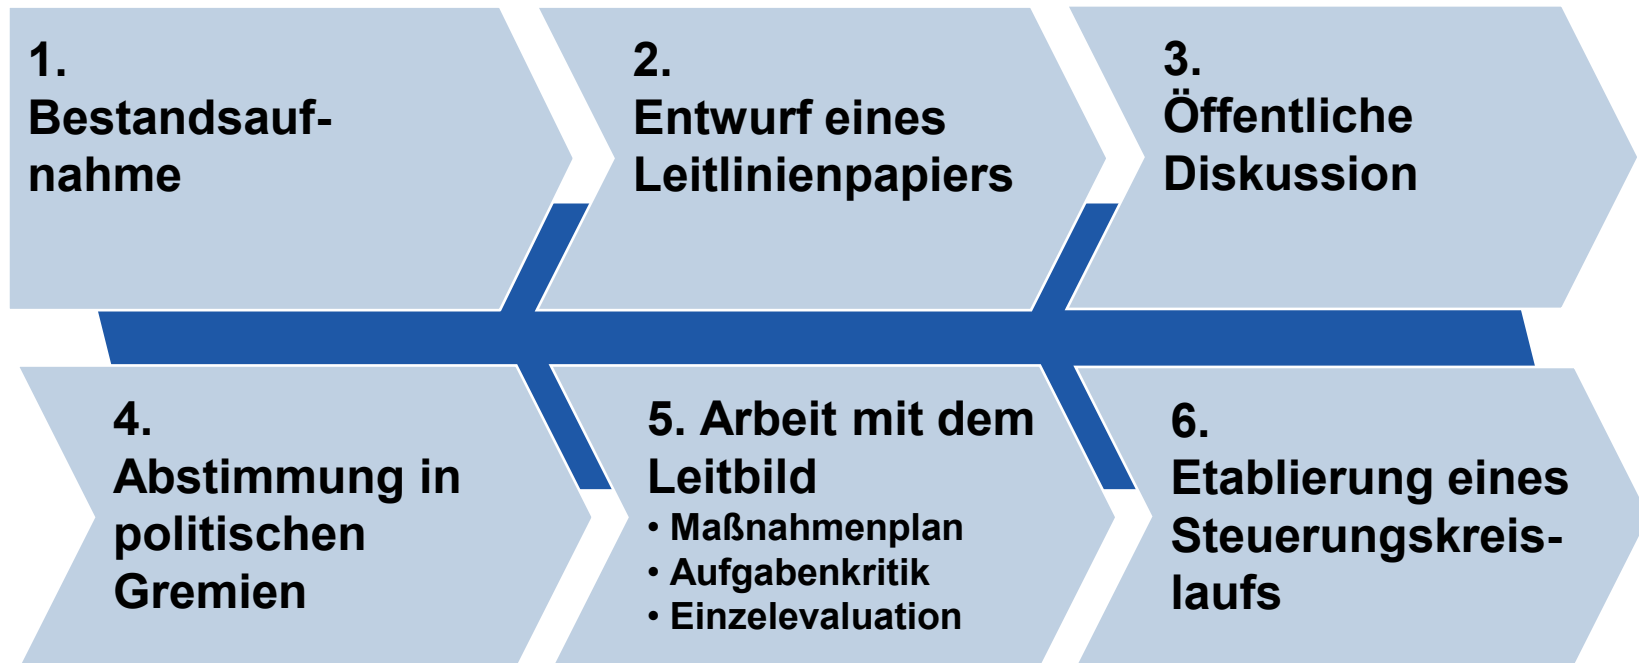 1.
Bestandsauf-
nahme
2.
Entwurf eines
Leitlinienpapiers
3.
Öffentliche
Diskussion
4.
Abstimmung in
politischen
Gremien
5. Arbeit mit dem
Leitbild
• Maßnahmenplan
• Aufgabenkritik
• Einzelevaluation
6.
Etablierung eines
Steuerungskreis-
laufs